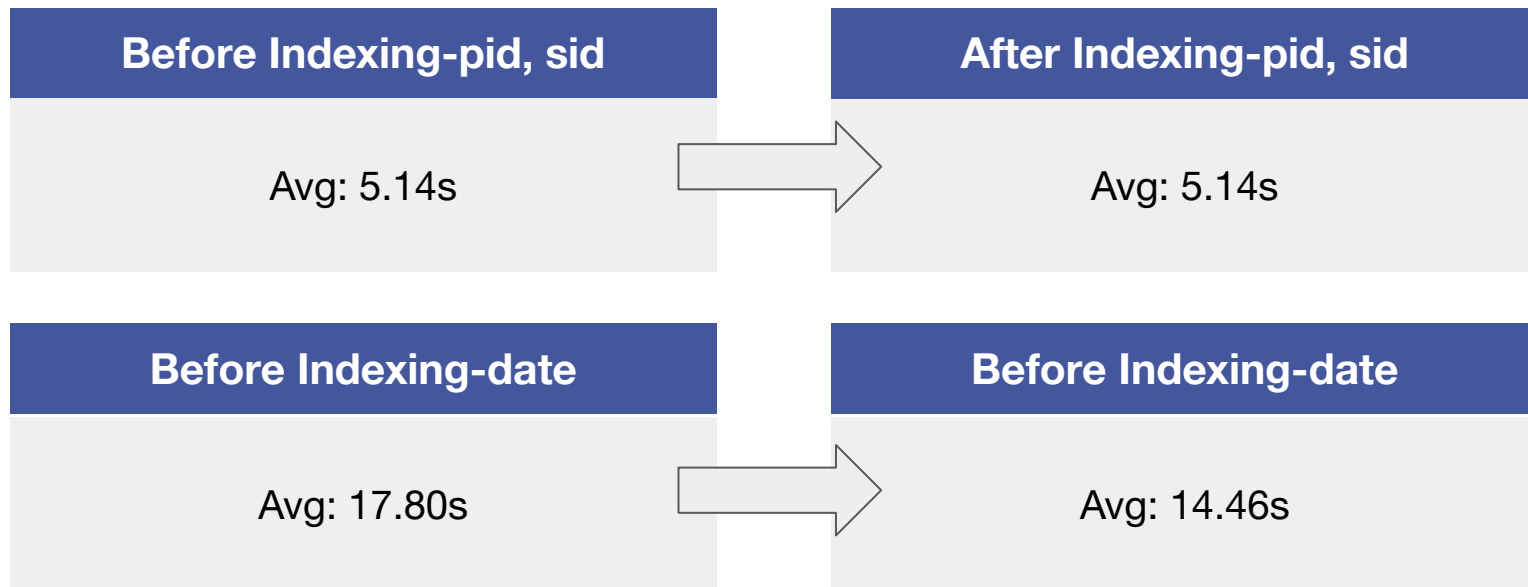 Before Indexing-pid, sid
After Indexing-pid, sid
Avg: 5.14s
Avg: 5.14s
Before Indexing-date
Before Indexing-date
Avg: 17.80s
Avg: 14.46s